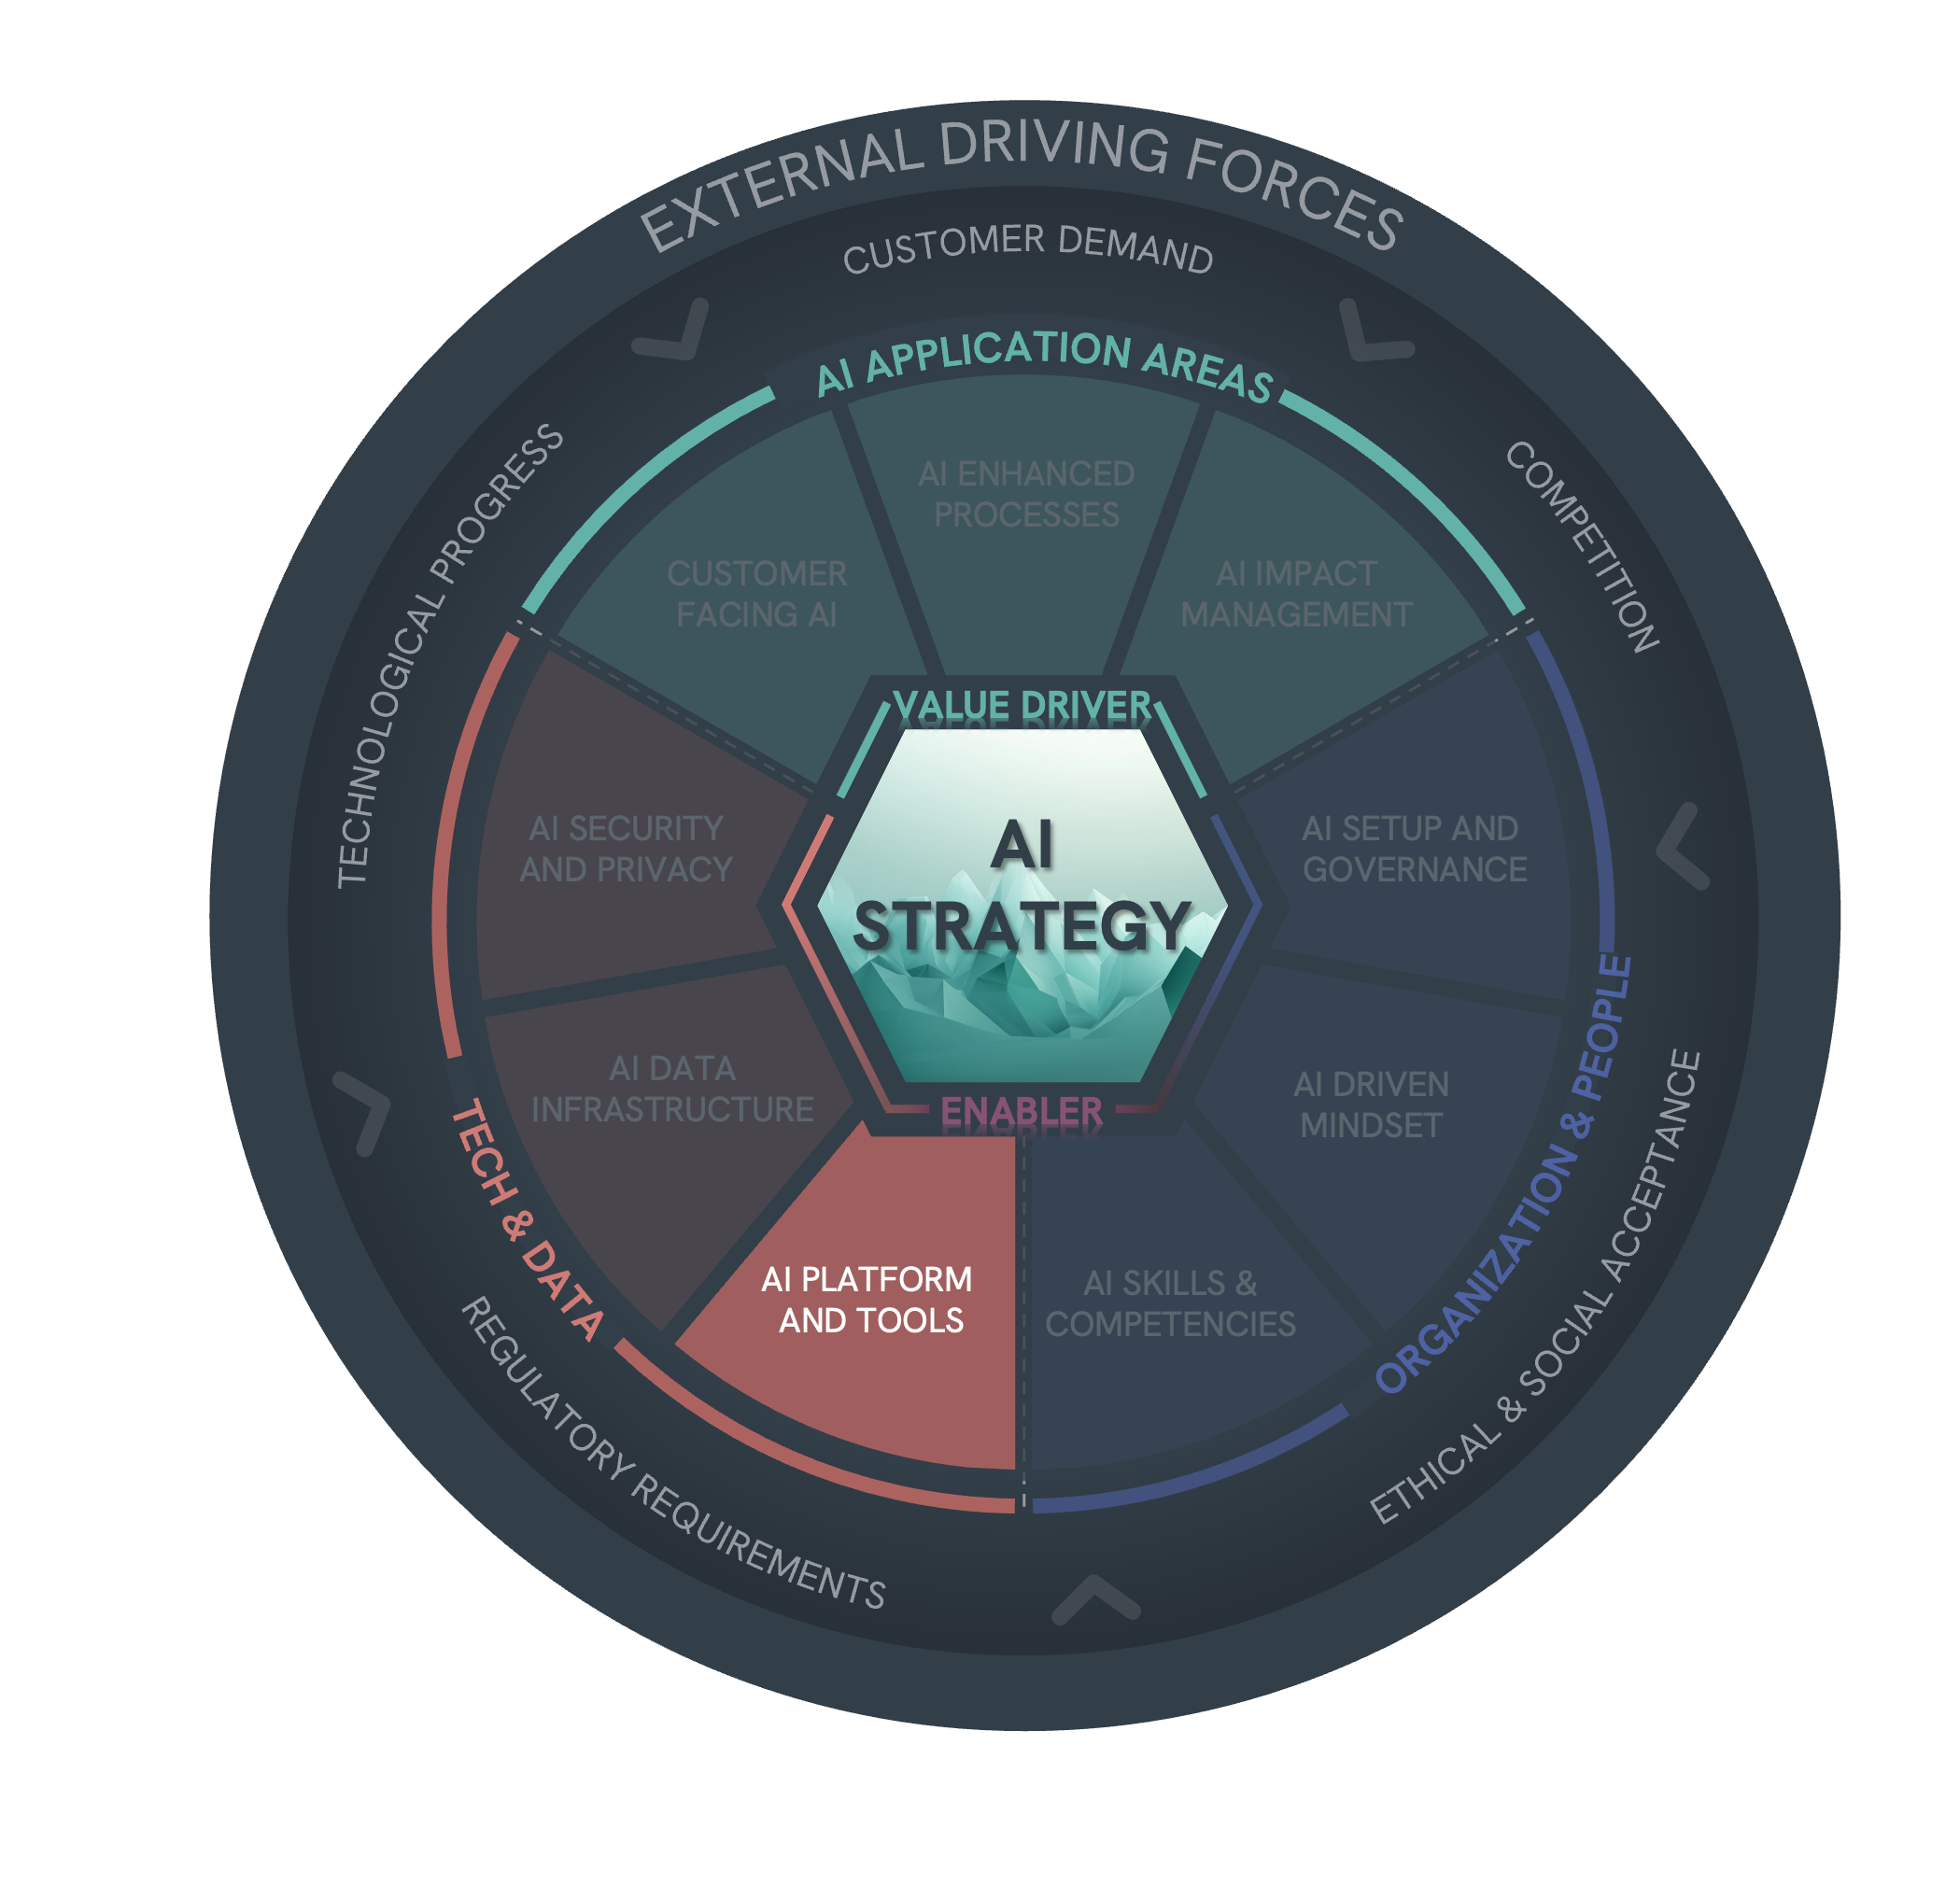 EXTERNAL DRIVING FORCES
CUSTOMER DEMAND
COMPETITION
ETHICAL & SOCIAL ACCEPTANCE
REGULATORY REQUIREMENTS
TECHNOLOGICAL PROGRESS
AI APPLICATION AREAS
CUSTOMER
FACING AI
AI ENHANCED
PROCESSES
AI IMPACT
MANAGEMENT
ORGANIZATION & PEOPLE
AI SETUP AND
GOVERNANCE
AI DRIVEN
MINDSET
AI SKILLS &
COMPETENCIES
TECH & DATA
AI PLATFORM
AND TOOLS
AI DATA
INFRASTRUCTURE
AI SECURITY
AND PRIVACY
VALUE DRIVER
AI
STRATEGY
ENABLER